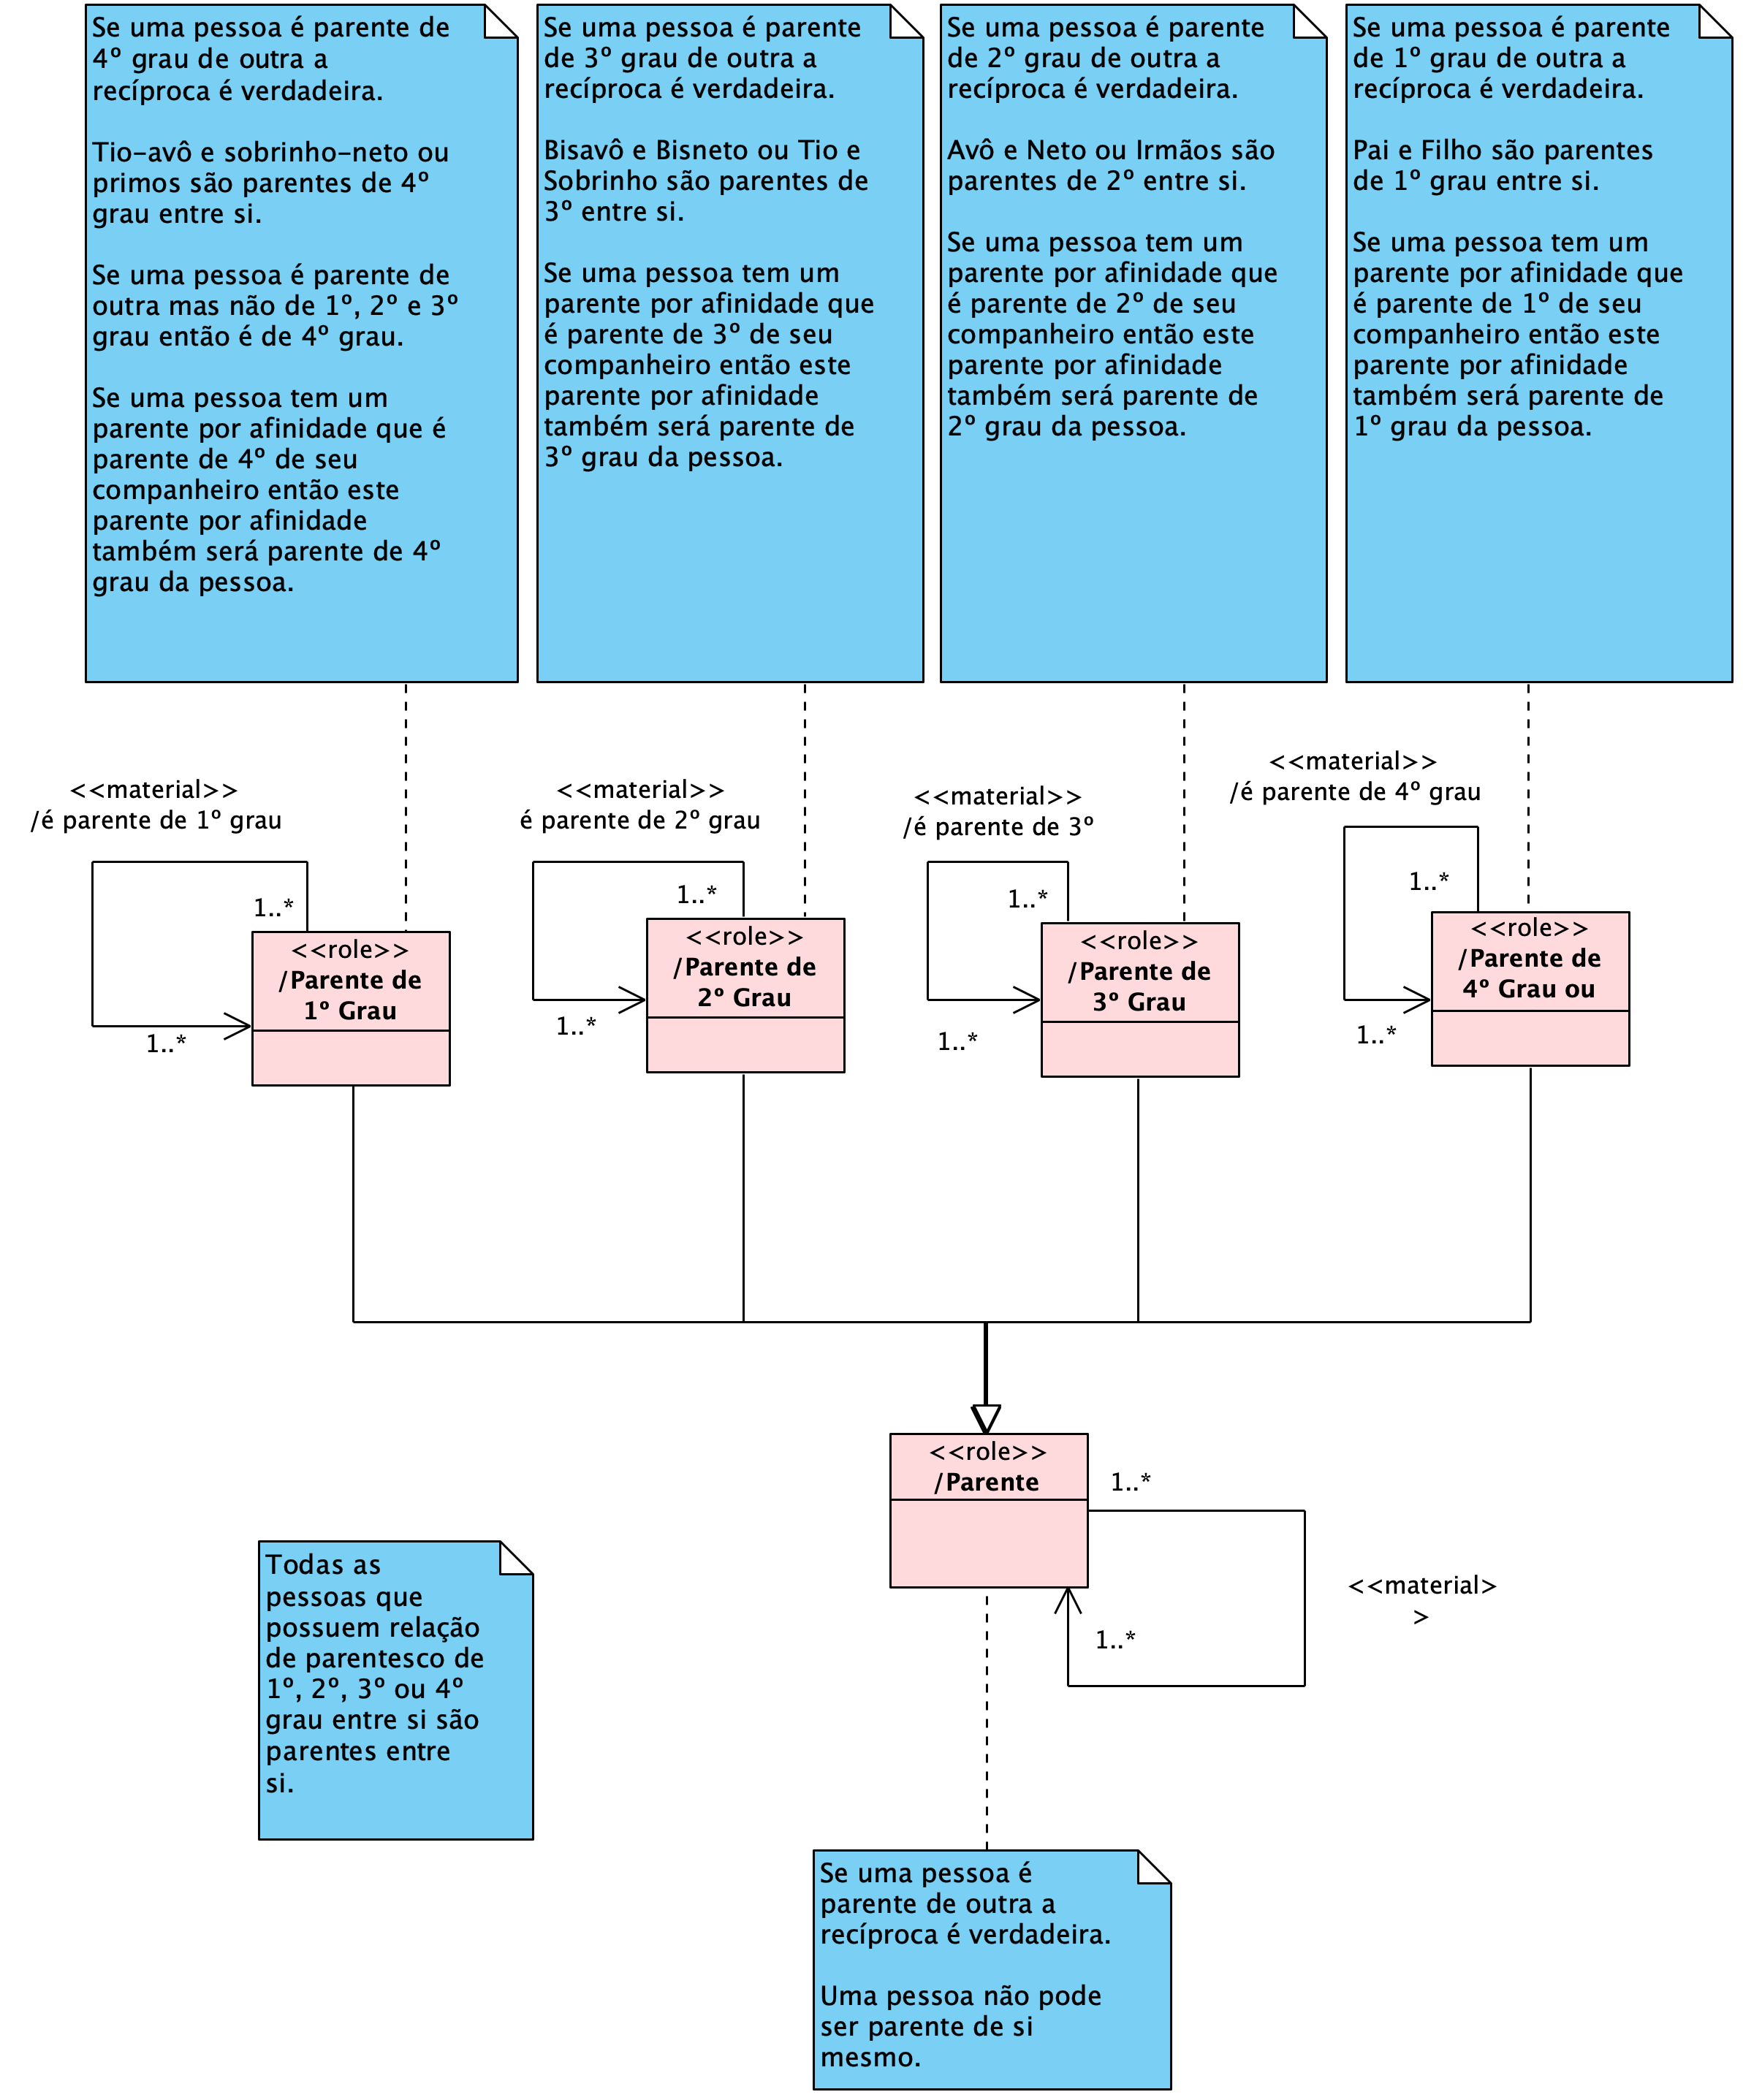 Se uma pessoa é parente de
4º grau de outra a
recíproca é verdadeira.
Tio-avô e sobrinho-neto ou
primos são parentes de 4º
grau entre si.
Se uma pessoa é parente de
outra mas não de 1º, 2º e 3º
grau então é de 4º grau.
Se uma pessoa tem um
parente por afinidade que é
parente de 4º de seu
companheiro então este
parente por afinidade
também será parente de 4º
grau da pessoa.
Se uma pessoa é parente
de 3º grau de outra a
recíproca é verdadeira.
Bisavô e Bisneto ou Tio e
Sobrinho são parentes de
3º entre si.
Se uma pessoa tem um
parente por afinidade que
é parente de 3º de seu
companheiro então este
parente por afinidade
também será parente de
3º grau da pessoa.
Se uma pessoa é parente
de 2º grau de outra a
recíproca é verdadeira.
Avô e Neto ou Irmãos são
parentes de 2º entre si.
Se uma pessoa tem um
parente por afinidade que
é parente de 2º de seu
companheiro então este
parente por afinidade
também será parente de
2º grau da pessoa.
Se uma pessoa é parente
de 1º grau de outra a
recíproca é verdadeira.
Pai e Filho são parentes
de 1º grau entre si.
Se uma pessoa tem um
parente por afinidade que
é parente de 1º de seu
companheiro então este
parente por afinidade
também será parente de
1º grau da pessoa.
<<material>>
/é parente de 1º grau
1..*
1..*
<<role>>
/Parente de
1º Grau
<<material>>
é parente de 2º grau
1..*
1..*
<<role>>
/Parente de
2º Grau
<<material>>
/é parente de 3º
1..*
1..*
<<role>>
/Parente de
3º Grau
<<material>>
/é parente de 4º grau
1..*
1..*
<<role>>
/Parente de
4º Grau ou
<<role>>
/Parente
1..*
1..*
<<material>
>
Todas as
pessoas que
possuem relação
de parentesco de
1º, 2º, 3º ou 4º
grau entre si são
parentes entre
si.
Se uma pessoa é
parente de outra a
recíproca é verdadeira.
Uma pessoa não pode
ser parente de si
mesmo.